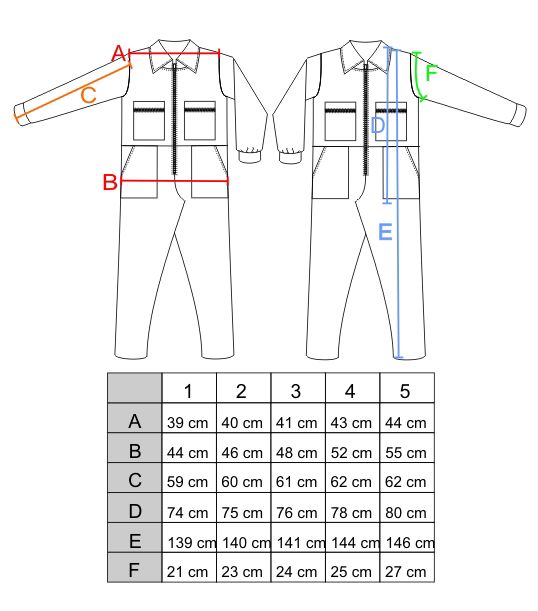 A
F
C
D
B
E
1 2 3 4 5
A 39 cm 40 cm 41 cm 43 cm 44 cm
B 44 cm 46 cm 48 cm 52 cm 55 cm
C 59 cm 60 cm 61 cm 62 cm 62 cm
D 74 cm 75 cm 76 cm 78 cm 80 cm
E 139 cm 140 cm 141 cm 144 cm 146 cm
F 21 cm 23 cm 24 cm 25 cm 27 cm